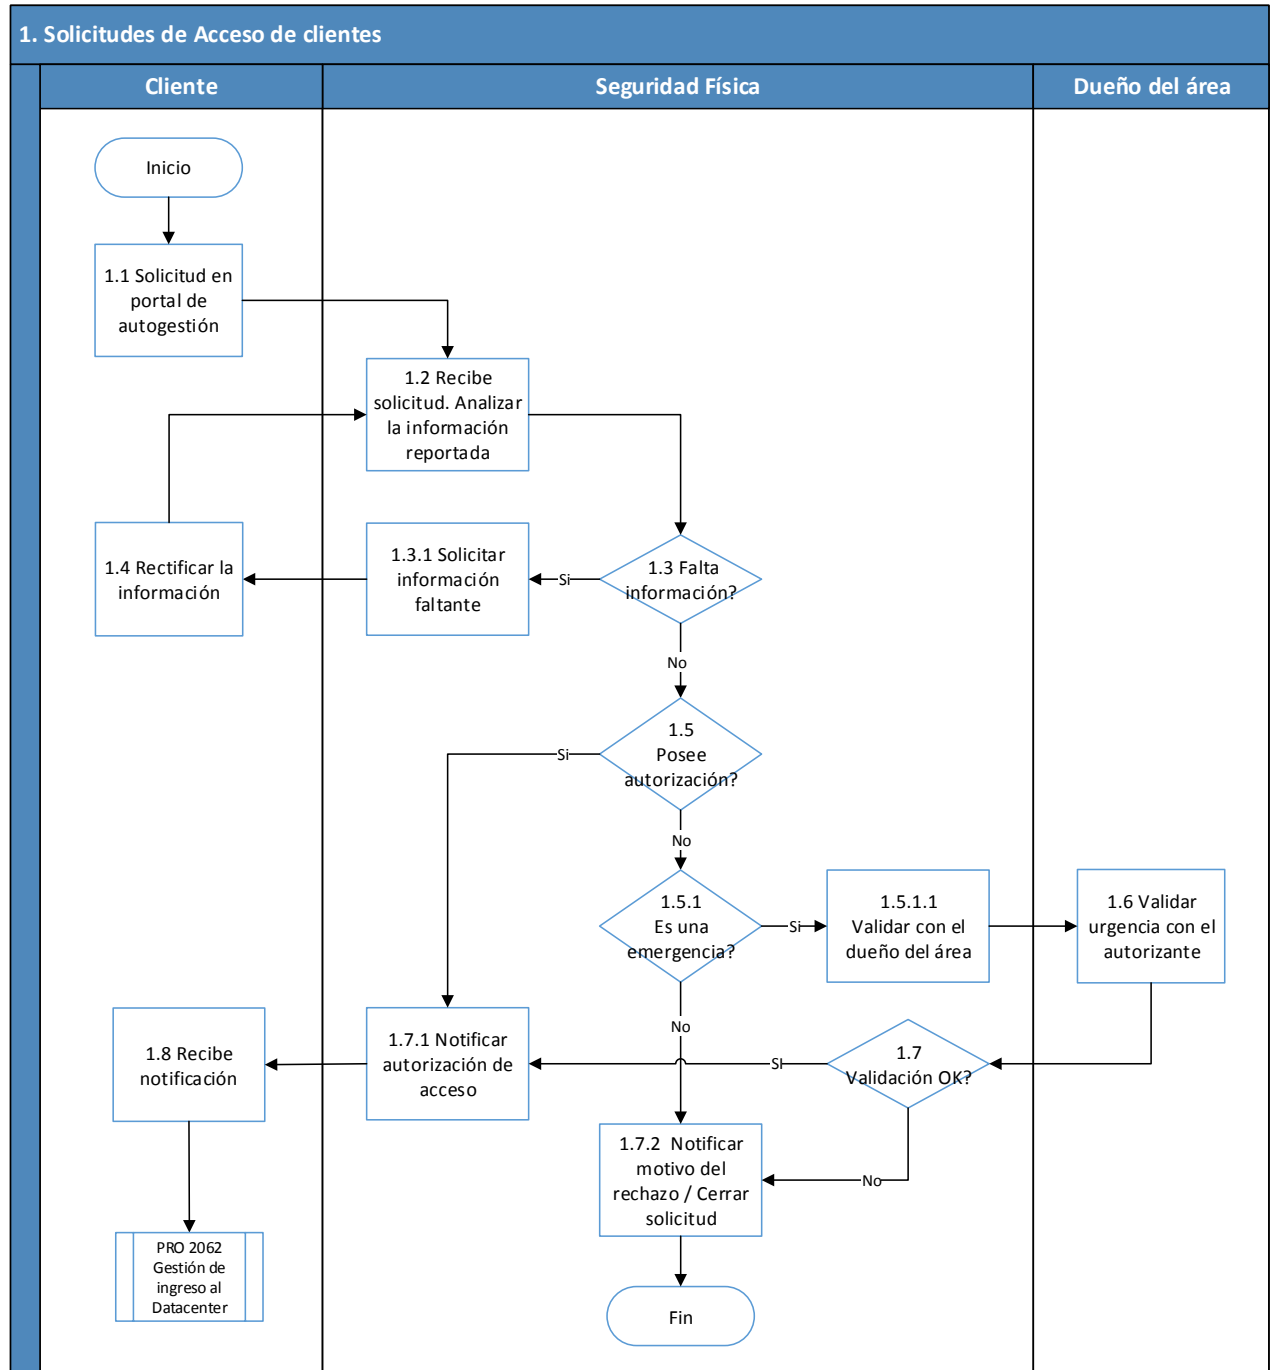 1. Solicitudes de Acceso de clientes
Cliente
Seguridad Física
Dueño del área
Inicio
1.1 Solicitud en
portal de
autogestión
1.2 Recibe
solicitud. Analizar
la información
reportada
1.4 Rectificar la
información
1.3.1 Solicitar
información
faltante
Si
1.3 Falta
información?
No
1.5
Posee
autorización?
Si
No
1.5.1
Es una
emergencia?
Si
1.5.1.1
Validar con el
dueño del área
1.6 Validar
urgencia con el
autorizante
No
1.8 Recibe
notificación
1.7.1 Notificar
autorización de
acceso
SI
1.7
Validación OK?
1.7.2 Notificar
motivo del
rechazo / Cerrar
solicitud
No
PRO 2062
Gestión de
ingreso al
Datacenter
Fin